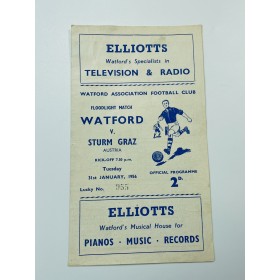 ELLIOTTS
Watford's Specialists in
TELEVISION & RADIO
WATFORD ASSOCIATION FOOTBALL CLUB
FLOODLIGHT MATCH
WATFORD
V.
STURM GRAZ
AUSTRIA
KICK-OFF 7.30 p.m.
Tuesday
31st JANUARY, 1956
Lucky No. 955
OFFICIAL PROGRAMME
2D.
ELLIOTTS
Watford's Musical House for
PIANOS · MUSIC · RECORDS